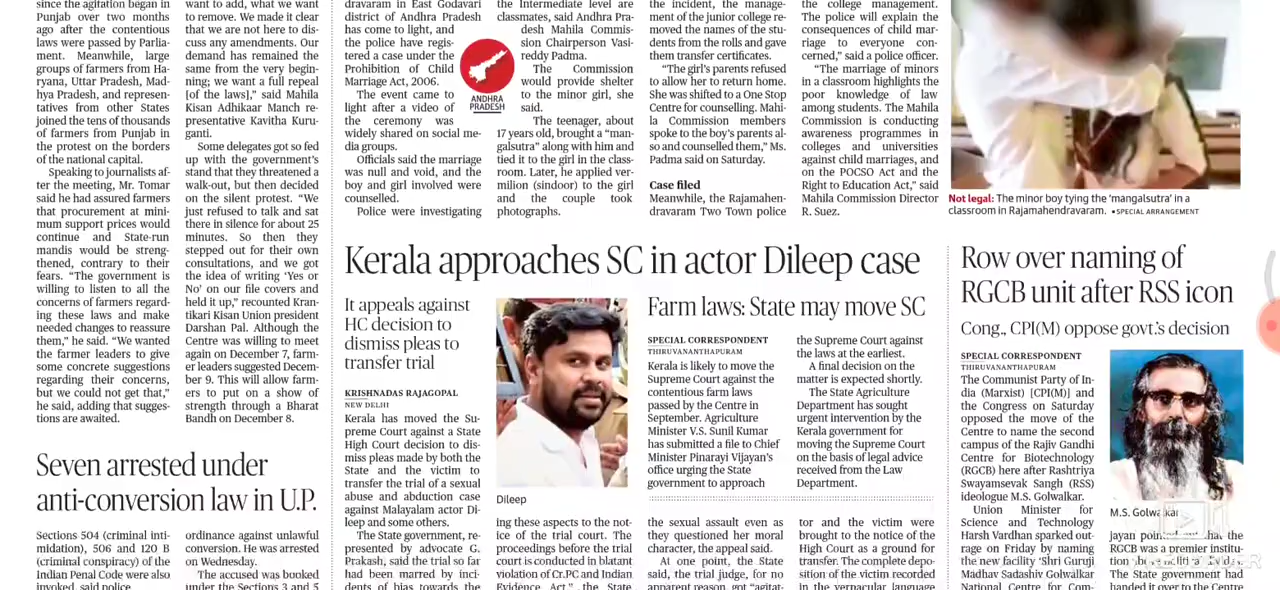 since the agitation began in
Punjab over two months
ago after the contentious
laws were passed by Parlia-
ment. Meanwhile, large
groups of farmers from Ha-
ryana, Uttar Pradesh, Mad-
hya Pradesh, and represen-
tatives from other States
joined the tens of thousands
of farmers from Punjab in
the protest on the borders
of the national capital.
Speaking to journalists af-
ter the meeting, Mr. Tomar
said he had assured farmers
that procurement at mini-
mum support prices would
continue and State-run
mandis would be streng-
thened, contrary to their
fears. “The government is
willing to listen to all the
concerns of farmers regard-
ing these laws and make
needed changes to reassure
them,” he said. “We wanted
the farmer leaders to give
some concrete suggestions
regarding their concerns,
but we could not get that,”
he said, adding that sugges-
tions are awaited.
want to add, what we want
to remove. We made it clear
that we are not here to dis-
cuss any amendments. Our
demand has remained the
same from the very begin-
ning; we want a full repeal
[of the laws],” said Mahila
Kisan Adhikaar Manch re-
presentative Kavitha Kuru-
ganti.
Some delegates got so fed
up with the government’s
stand that they threatened a
walk-out, but then decided
on the silent protest. “We
just refused to talk and sat
there in silence for about 25
minutes. So then they
stepped out for their own
consultations, and we got
the idea of writing ‘Yes or
No’ on our file covers and
held it up,” recounted Kran-
tikari Kisan Union president
Darshan Pal. Although the
Centre was willing to meet
again on December 7, farm-
er leaders suggested Decem-
ber 9. This will allow farm-
ers to put on a show of
strength through a Bharat
Bandh on December 8.
Seven arrested under
anti-conversion law in U.P.
Sections 504 (criminal inti-
midation), 506 and 120 B
(criminal conspiracy) of the
Indian Penal Code were also
invoked, said police.
ordinance against unlawful
conversion. He was arrested
on Wednesday.
The accused was booked
under the Sections 3 and 5
dravaram in East Godavari
district of Andhra Pradesh
has come to light, and
the police have regis-
tered a case under the
Prohibition of Child
Marriage Act, 2006.
The event came to
light after a video of
the ceremony was
widely shared on social me-
dia groups.
Officials said the marriage
was null and void, and the
boy and girl involved were
counselled.
Police were investigating
ANDHRA
PRADESH
the Intermediate level are
classmates, said Andhra Pra-
desh Mahila Commis-
sion Chairperson Vasi-
reddy Padma.
The Commission
would provide shelter
to the minor girl, she
said.
The teenager, about
17 years old, brought a “man-
galsutra” along with him and
tied it to the girl in the class-
room. Later, he applied ver-
milion (sindoor) to the girl
and the couple took
photographs.
the incident, the manage-
ment of the junior college re-
moved the names of the stu-
dents from the rolls and gave
them transfer certificates.
“The girl’s parents refused
to allow her to return home.
She was shifted to a One Stop
Centre for counselling. Mahi-
la Commission members
spoke to the boy’s parents al-
so and counselled them,” Ms.
Padma said on Saturday.
Case filed
Meanwhile, the Rajamahen-
dravaram Two Town police
the college management.
The police will explain the
consequences of child mar-
riage to everyone con-
cerned,” said a police officer.
“The marriage of minors
in a classroom highlights the
poor knowledge of law
among students. The Mahila
Commission is conducting
awareness programmes in
colleges and universities
against child marriages, and
on the POCSO Act and the
Right to Education Act,” said
Mahila Commission Director
R. Suez.
Not legal: The minor boy tying the ‘mangalsutra’ in a
classroom in Rajamahendravaram. •SPECIAL ARRANGEMENT
Kerala approaches SC in actor Dileep case
It appeals against
HC decision to
dismiss pleas to
transfer trial
KRISHNADAS RAJAGOPAL
NEW DELHI
Kerala has moved the Su-
preme Court against a State
High Court decision to dis-
miss pleas made by both the
State and the victim to
transfer the trial of a sexual
abuse and abduction case
against Malayalam actor Di-
leep and some others.
The State government, re-
presented by advocate G.
Prakash, said the trial so far
had been marred by inci-
dents of bias towards the
Dileep
ing these aspects to the not-
ice of the trial court. The
proceedings before the trial
court is conducted in blatant
violation of Cr.PC and Indian
Evidence Act,” the State
Farm laws: State may move SC
SPECIAL CORRESPONDENT
THIRUVANANTHAPURAM
Kerala is likely to move the
Supreme Court against the
contentious farm laws
passed by the Centre in
September. Agriculture
Minister V.S. Sunil Kumar
has submitted a file to Chief
Minister Pinarayi Vijayan’s
office urging the State
government to approach
the Supreme Court against
the laws at the earliest.
A final decision on the
matter is expected shortly.
The State Agriculture
Department has sought
urgent intervention by the
Kerala government for
moving the Supreme Court
on the basis of legal advice
received from the Law
Department.
the sexual assault even as
they questioned her moral
character, the appeal said.
At one point, the State
said, the trial judge, for no
apparent reason, got “agitat-
tor and the victim were
brought to the notice of the
High Court as a ground for
transfer. The complete depo-
sition of the victim recorded
in the vernacular language
Row over naming of
RGCB unit after RSS icon
Cong., CPI(M) oppose govt.’s decision
SPECIAL CORRESPONDENT
THIRUVANANTHAPURAM
The Communist Party of In-
dia (Marxist) [CPI(M)] and
the Congress on Saturday
opposed the move of the
Centre to name the second
campus of the Rajiv Gandhi
Centre for Biotechnology
(RGCB) here after Rashtriya
Swayamsevak Sangh (RSS)
ideologue M.S. Golwalkar.
Union Minister for
Science and Technology
Harsh Vardhan sparked out-
rage on Friday by naming
the new facility ‘Shri Guruji
Madhav Sadashiv Golwalkar
National Centre for Com-
M.S. Golwalkar
jayan pointed out that the
RGCB was a premier institu-
The State government had
handed it over to the Centre